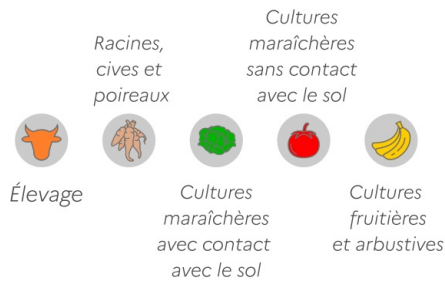 Cultures
maraîchères
sans contact
avec le sol
Racines,
cives et
poireaux
Élevage
Cultures
maraîchères
avec contact
avec le sol
Cultures
fruitières
et arbustives